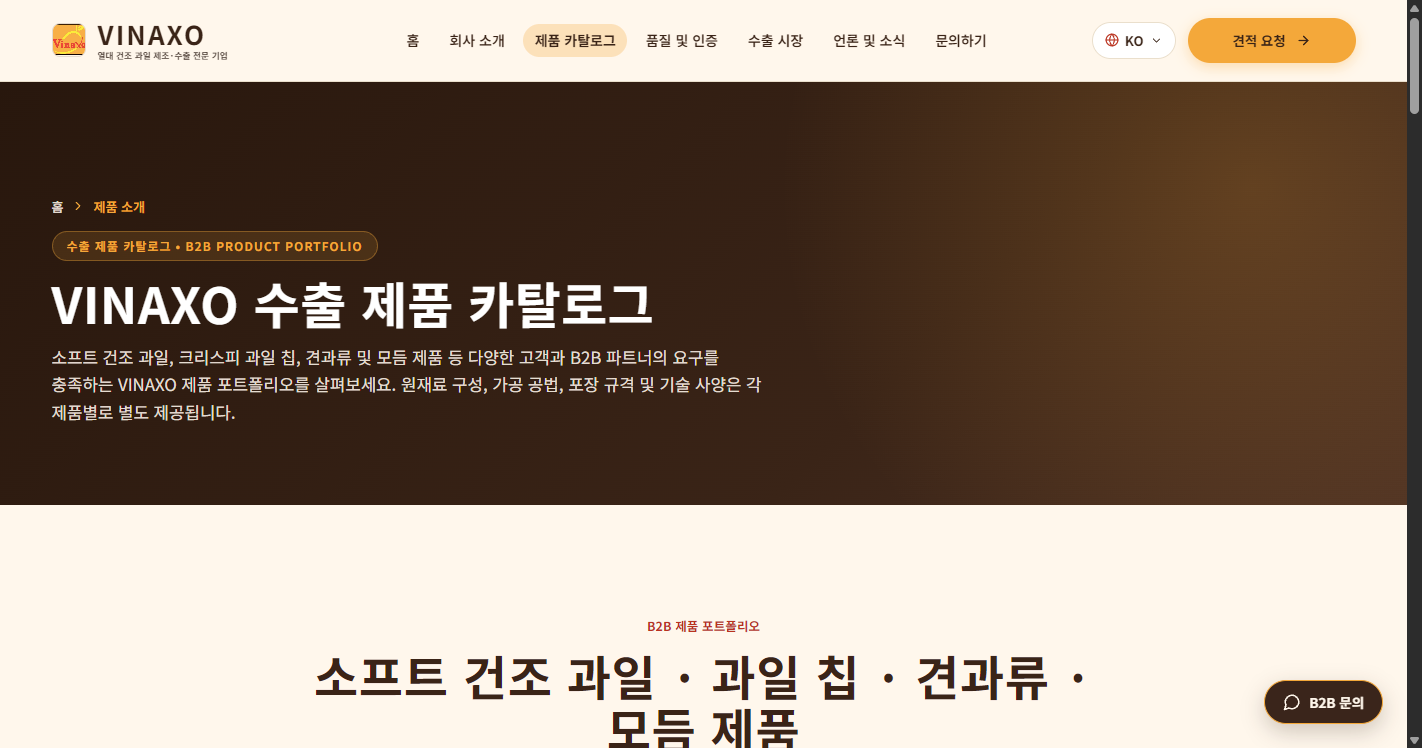 Vinaxo
VINAXO
열대 건조 과일 제조·수출 전문 기업
홈
회사 소개
제품 카탈로그
품질 및 인증
수출 시장
언론 및 소식
문의하기
KO
견적 요청
홈
제품 소개
수출 제품 카탈로그 • B2B PRODUCT PORTFOLIO
VINAXO 수출 제품 카탈로그
소프트 건조 과일, 크리스피 과일 칩, 견과류 및 모듬 제품 등 다양한 고객과 B2B 파트너의 요구를
충족하는 VINAXO 제품 포트폴리오를 살펴보세요. 원재료 구성, 가공 공법, 포장 규격 및 기술 사양은 각
제품별로 별도 제공됩니다.
B2B 제품 포트폴리오
소프트 건조 과일 · 과일 칩 · 견과류 ·
모듬 제품
B2B 문의